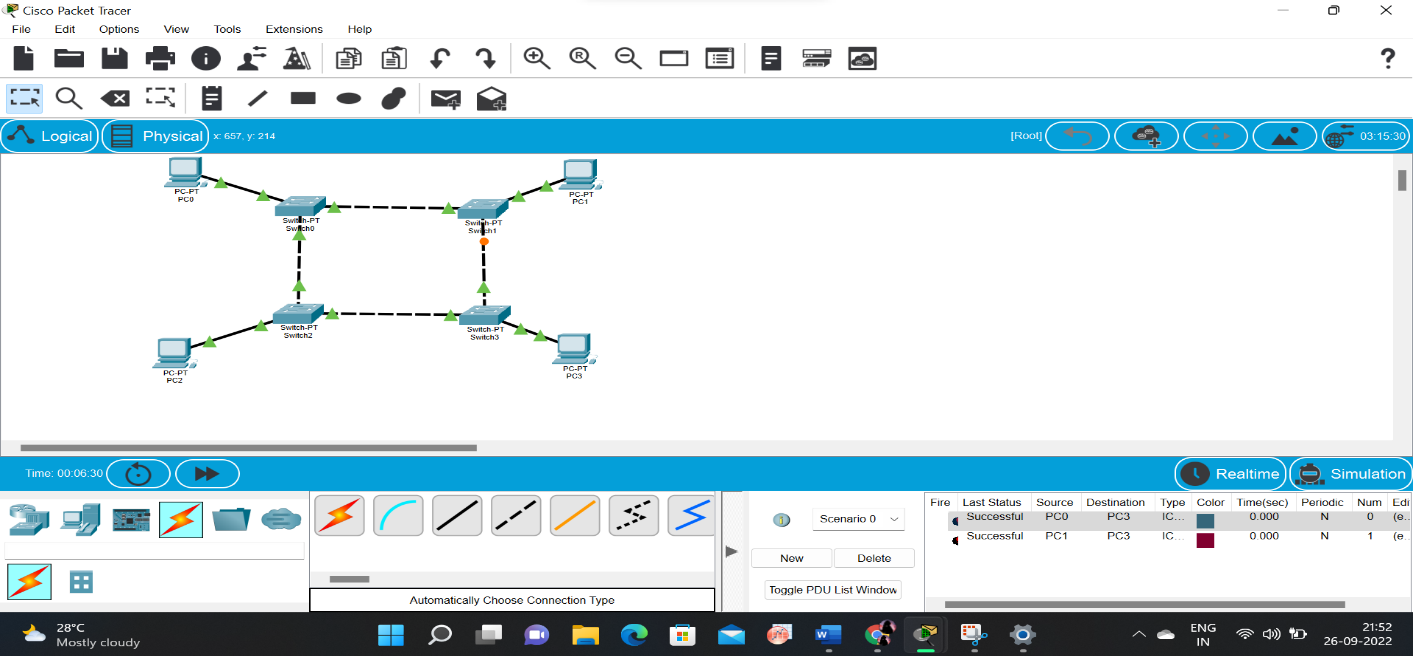 Cisco Packet Tracer
File Edit Options View Tools Extensions Help
Logical Physical x: 657, y: 214 [Root] 03:15:30
PC-PT
PC0
PC-PT
PC1
Switch-PT
Switch0
Switch-PT
Switch1
Switch-PT
Switch2
Switch-PT
Switch3
PC-PT
PC2
PC-PT
PC3
Time: 00:06:30 Realtime Simulation
Scenario 0
New Delete
Toggle PDU List Window
Fire Last Status Source Destination Type Color Time(sec) Periodic Num Edi
Successful PC0 PC3 IC... 0.000 N 0 (e...
Successful PC1 PC3 IC... 0.000 N 1 (e...
Automatically Choose Connection Type
28°C
Mostly cloudy
ENG
IN
21:52
26-09-2022